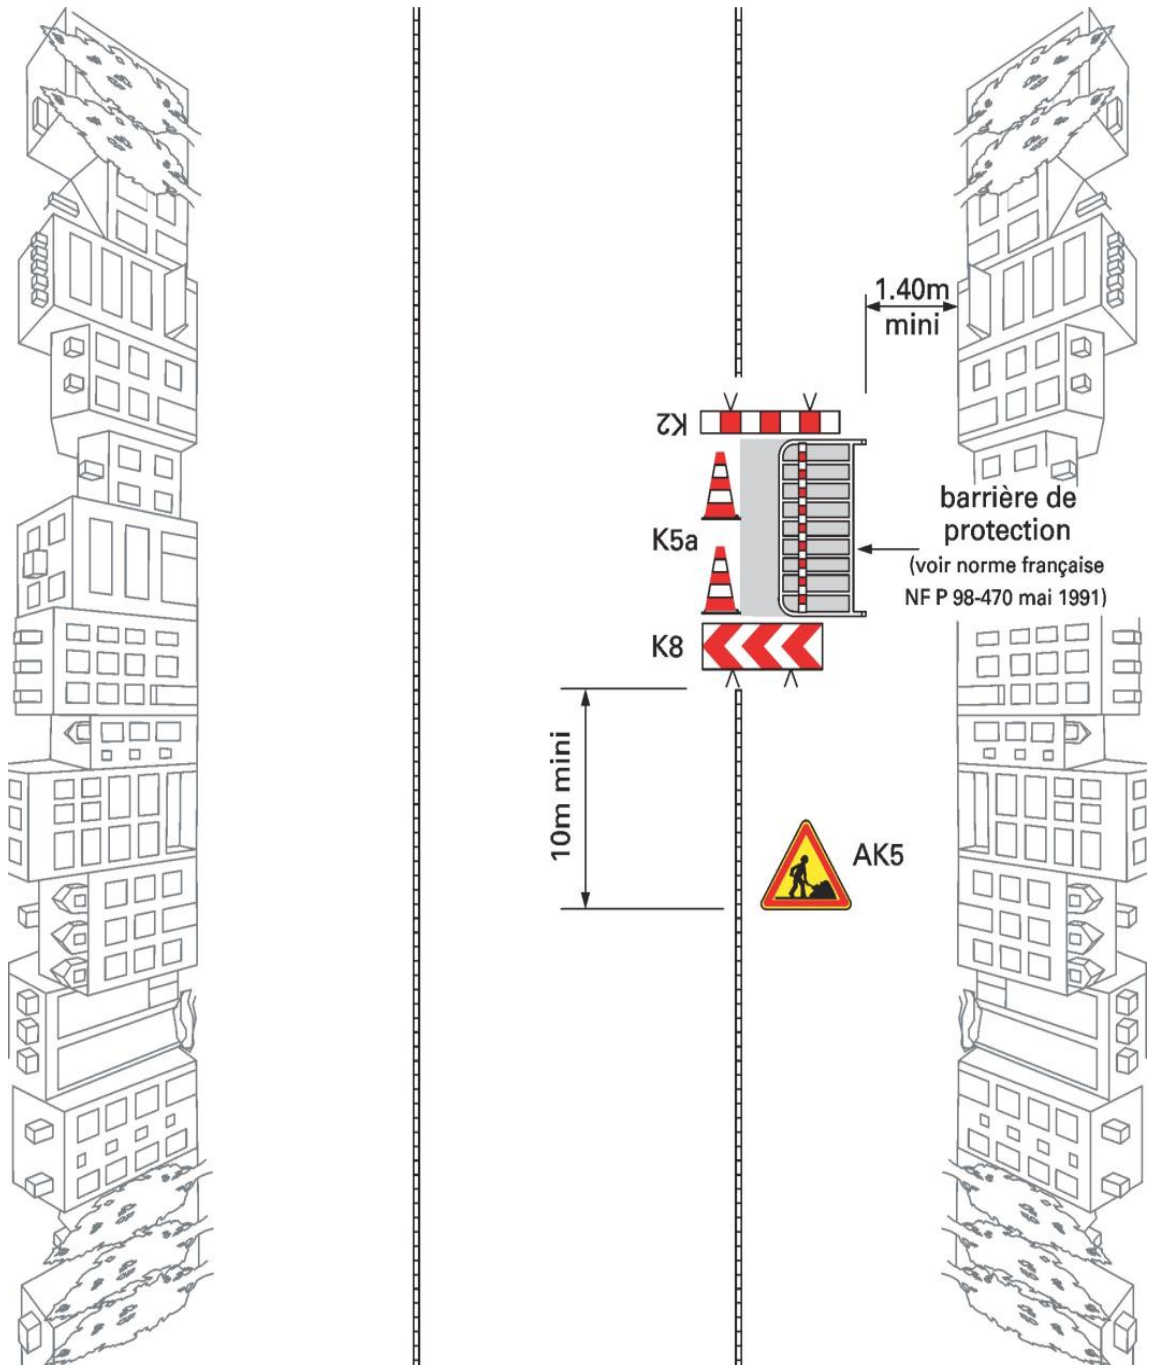 1.40m
mini
K2
barrière de
protection
(voir norme française
NF P 98-470 mai 1991)
K5a
K8
10m mini
AK5